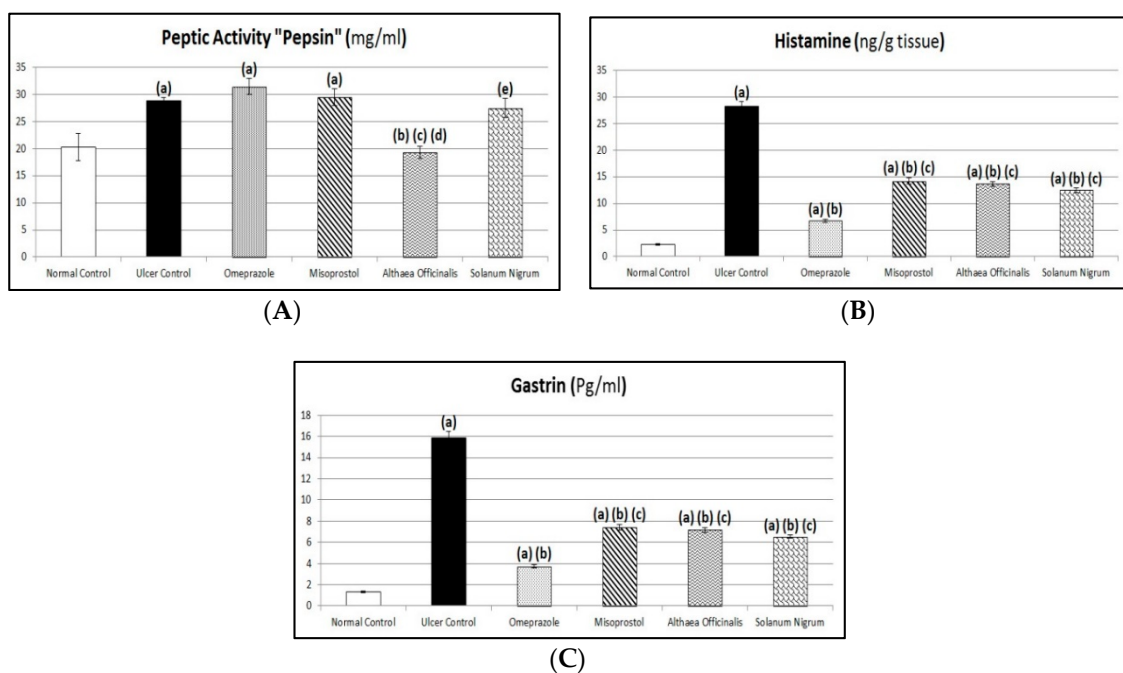 Peptic Activity "Pepsin" (mg/ml)
35
30
25
20
15
10
5
0
(a)
(a)
(a)
(b) (c) (d)
(e)
Normal Control Ulcer Control Omeprazole Misoprostol Althaea Officinalis Solanum Nigrum
(A)
Histamine (ng/g tissue)
35
30
25
20
15
10
5
0
(a)
(a) (b)
(a) (b) (c)
(a) (b) (c)
(a) (b) (c)
Normal Control Ulcer Control Omeprazole Misoprostol Althaea Officinalis Solanum Nigrum
(B)
Gastrin (Pg/ml)
18
16
14
12
10
8
6
4
2
0
(a)
(a) (b)
(a) (b) (c)
(a) (b) (c)
(a) (b) (c)
Normal Control Ulcer Control Omeprazole Misoprostol Althaea Officinalis Solanum Nigrum
(C)